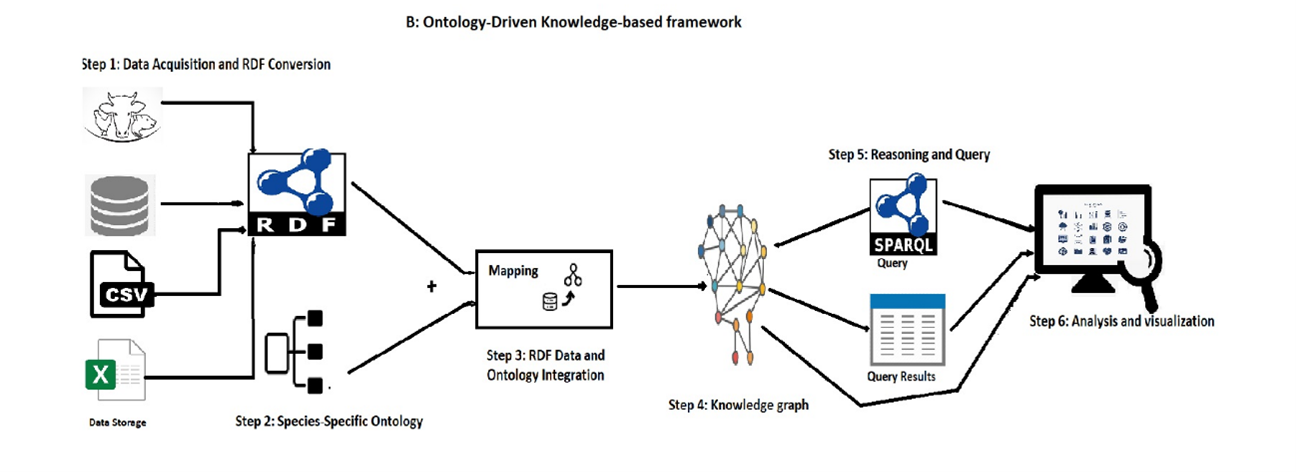 B: Ontology-Driven Knowledge-based framework
Step 1: Data Acquisition and RDF Conversion
RDF
CSV
X
Data Storage
Step 2: Species-Specific Ontology
+
Mapping
Step 3: RDF Data and
Ontology Integration
Step 4: Knowledge graph
Step 5: Reasoning and Query
SPARQL
Query
Query Results
Step 6: Analysis and visualization